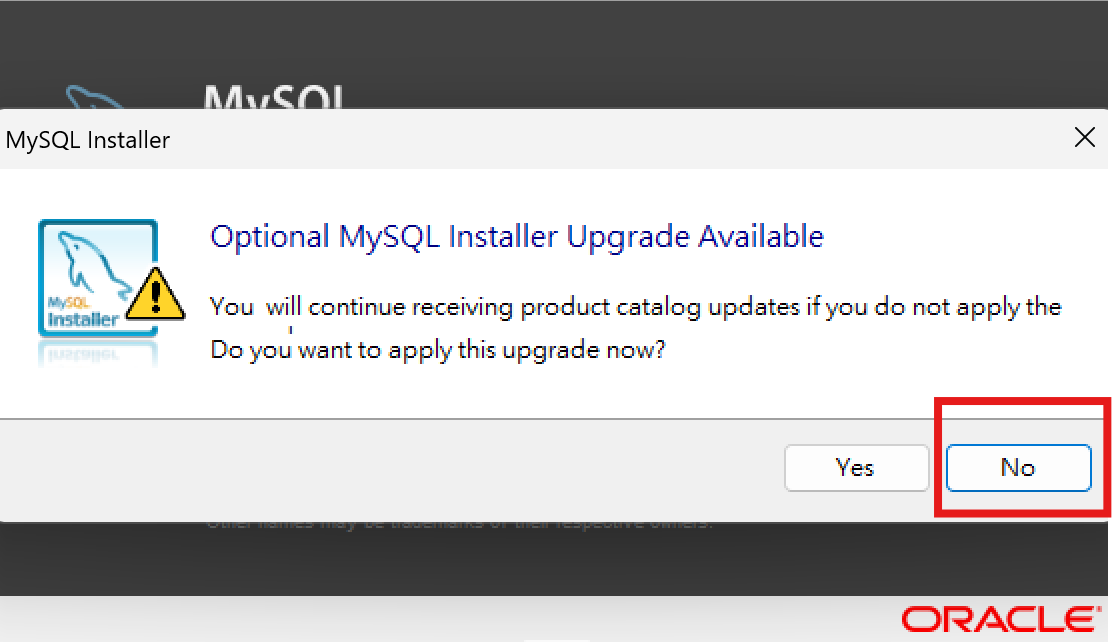 MySQL
MySQL Installer
Optional MySQL Installer Upgrade Available
MySQL
Installer
You will continue receiving product catalog updates if you do not apply the
Do you want to apply this upgrade now?
Yes
No
Other names may be trademarks of their respective owners.
ORACLE®